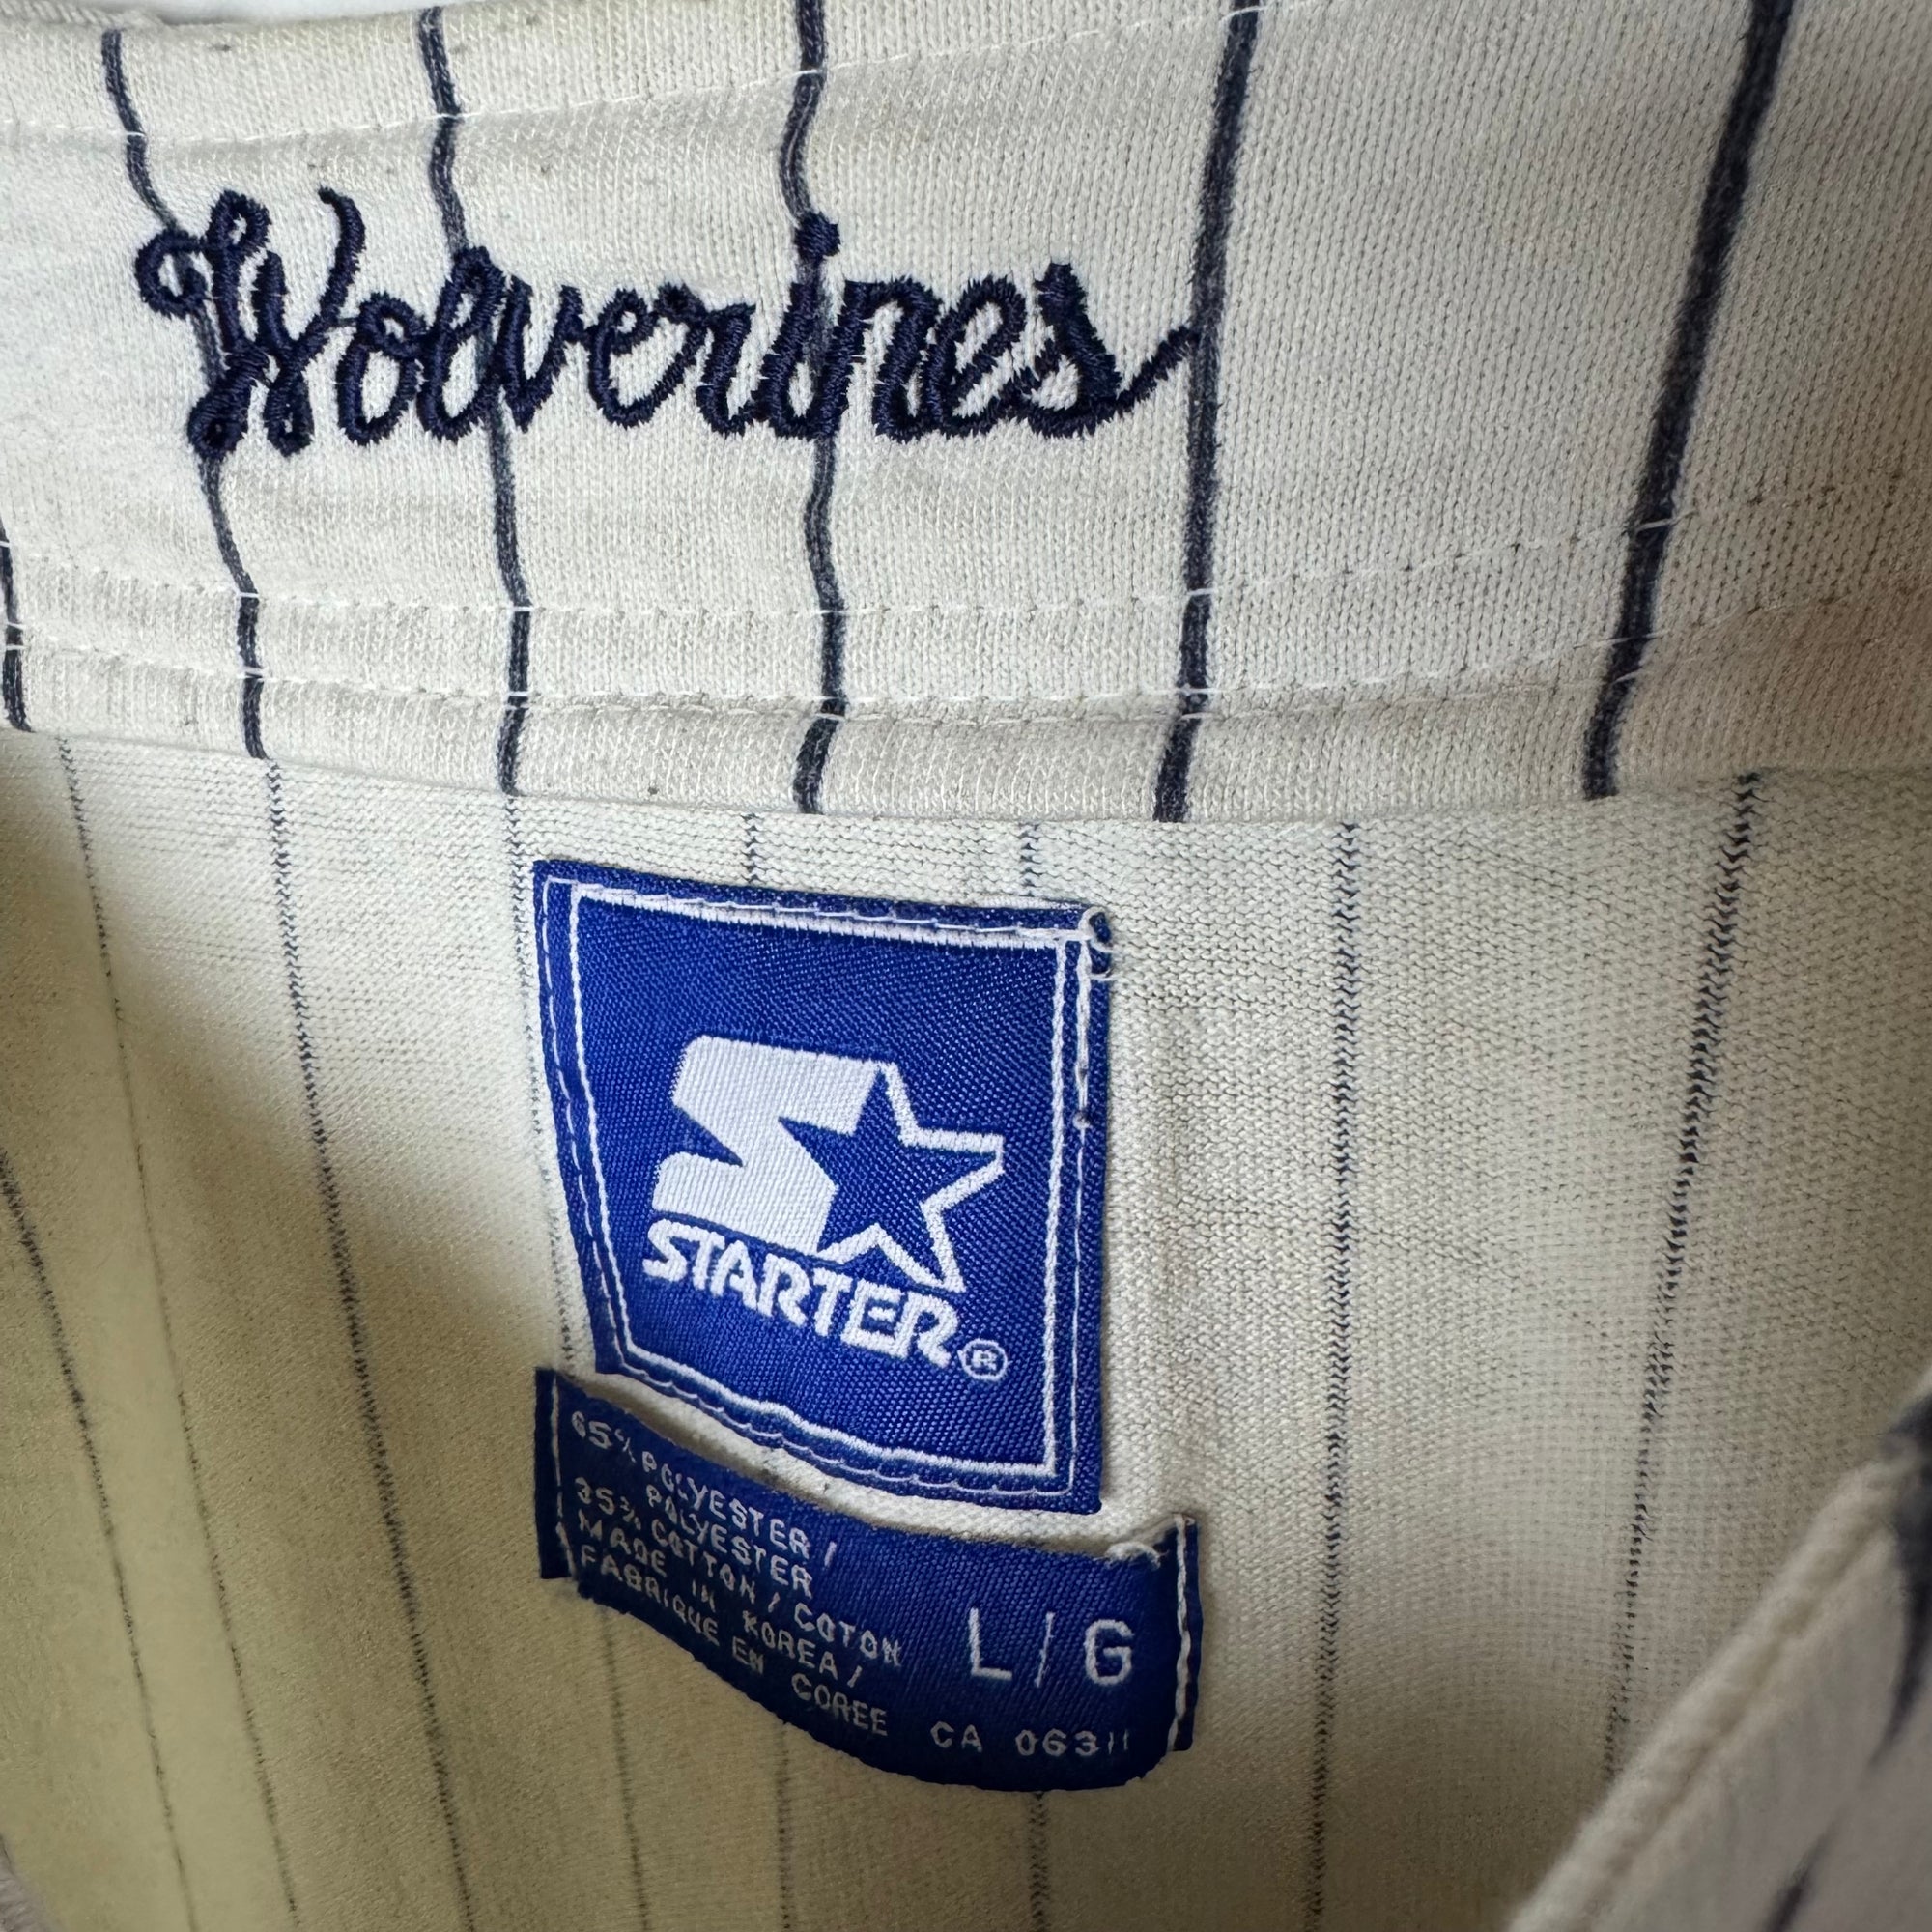 Wolverines
STARTER®
65% POLYESTER /
POLYESTER
35% COTTON / COTON
MADE IN KOREA /
FABRIQUE EN COREE
L/G
CA 06311